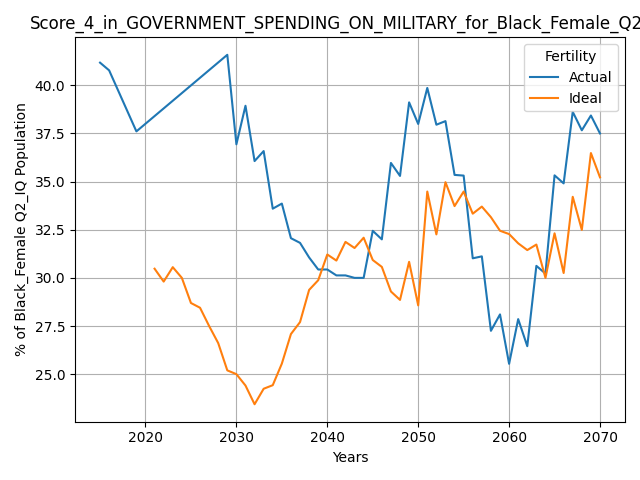 Score_4_in_GOVERNMENT_SPENDING_ON_MILITARY_for_Black_Female_Q2
Fertility
Actual
Ideal
40.0
37.5
35.0
32.5
30.0
27.5
25.0
% of Black_Female Q2_IQ Population
2020 2030 2040 2050 2060 2070
Years